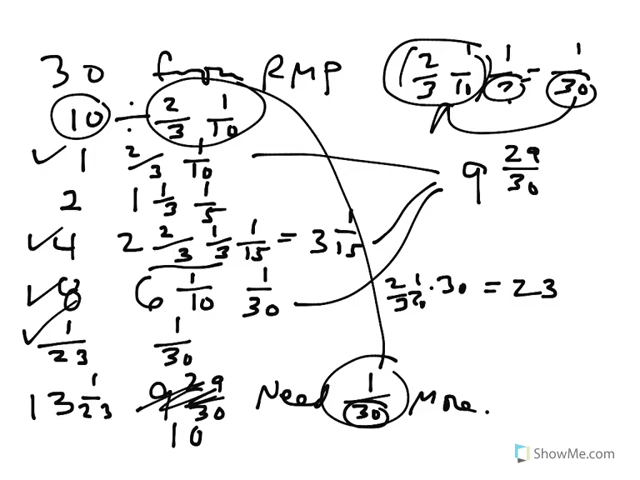 30 from RMP
10 ÷ 2/3 1/10
(2/3 1/10) 1/? = 1/30
✓ 1 2/3 1/10
9 29/30
2 1 1/3 1/5
✓ 4 2 2/3 1/3 1/15 = 3 1/15
✓ 8 6 1/10 1/30
2/3 1/10 · 30 = 23
✓ 1/23 1/30
13 1/23 9 29/30 Need 1/30 More.
10
ShowMe.com